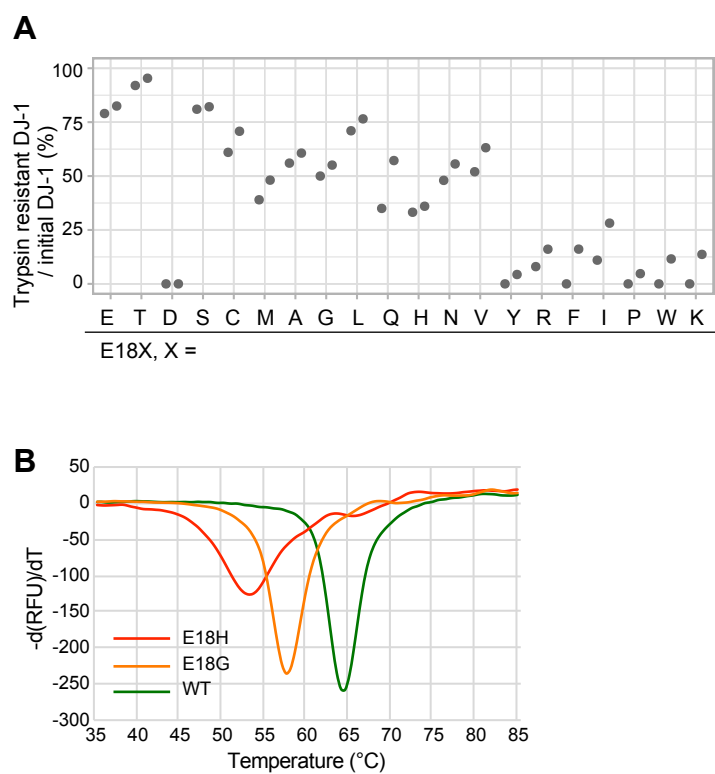 A
Trypsin resistant DJ-1
/ initial DJ-1 (%)
100
75
50
25
0
E T D S C M A G L Q H N V Y R F I P W K
E18X, X =
B
-d(RFU)/dT
50
0
-50
-100
-150
-200
-250
-300
E18H
E18G
WT
35 40 45 50 55 60 65 70 75 80 85
Temperature (°C)